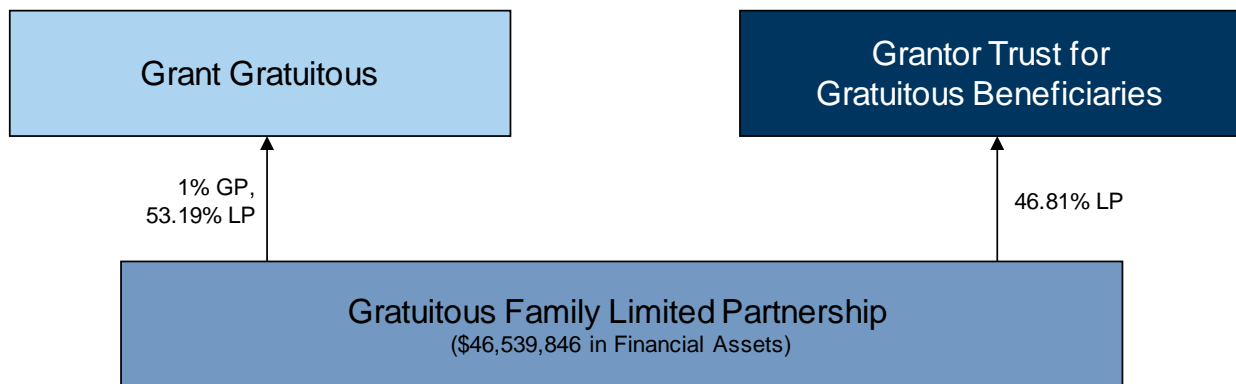 Grant Gratuitous
Grantor Trust for
Gratuitous Beneficiaries
1% GP,
53.19% LP
46.81% LP
Gratuitous Family Limited Partnership
($46,539,846 in Financial Assets)